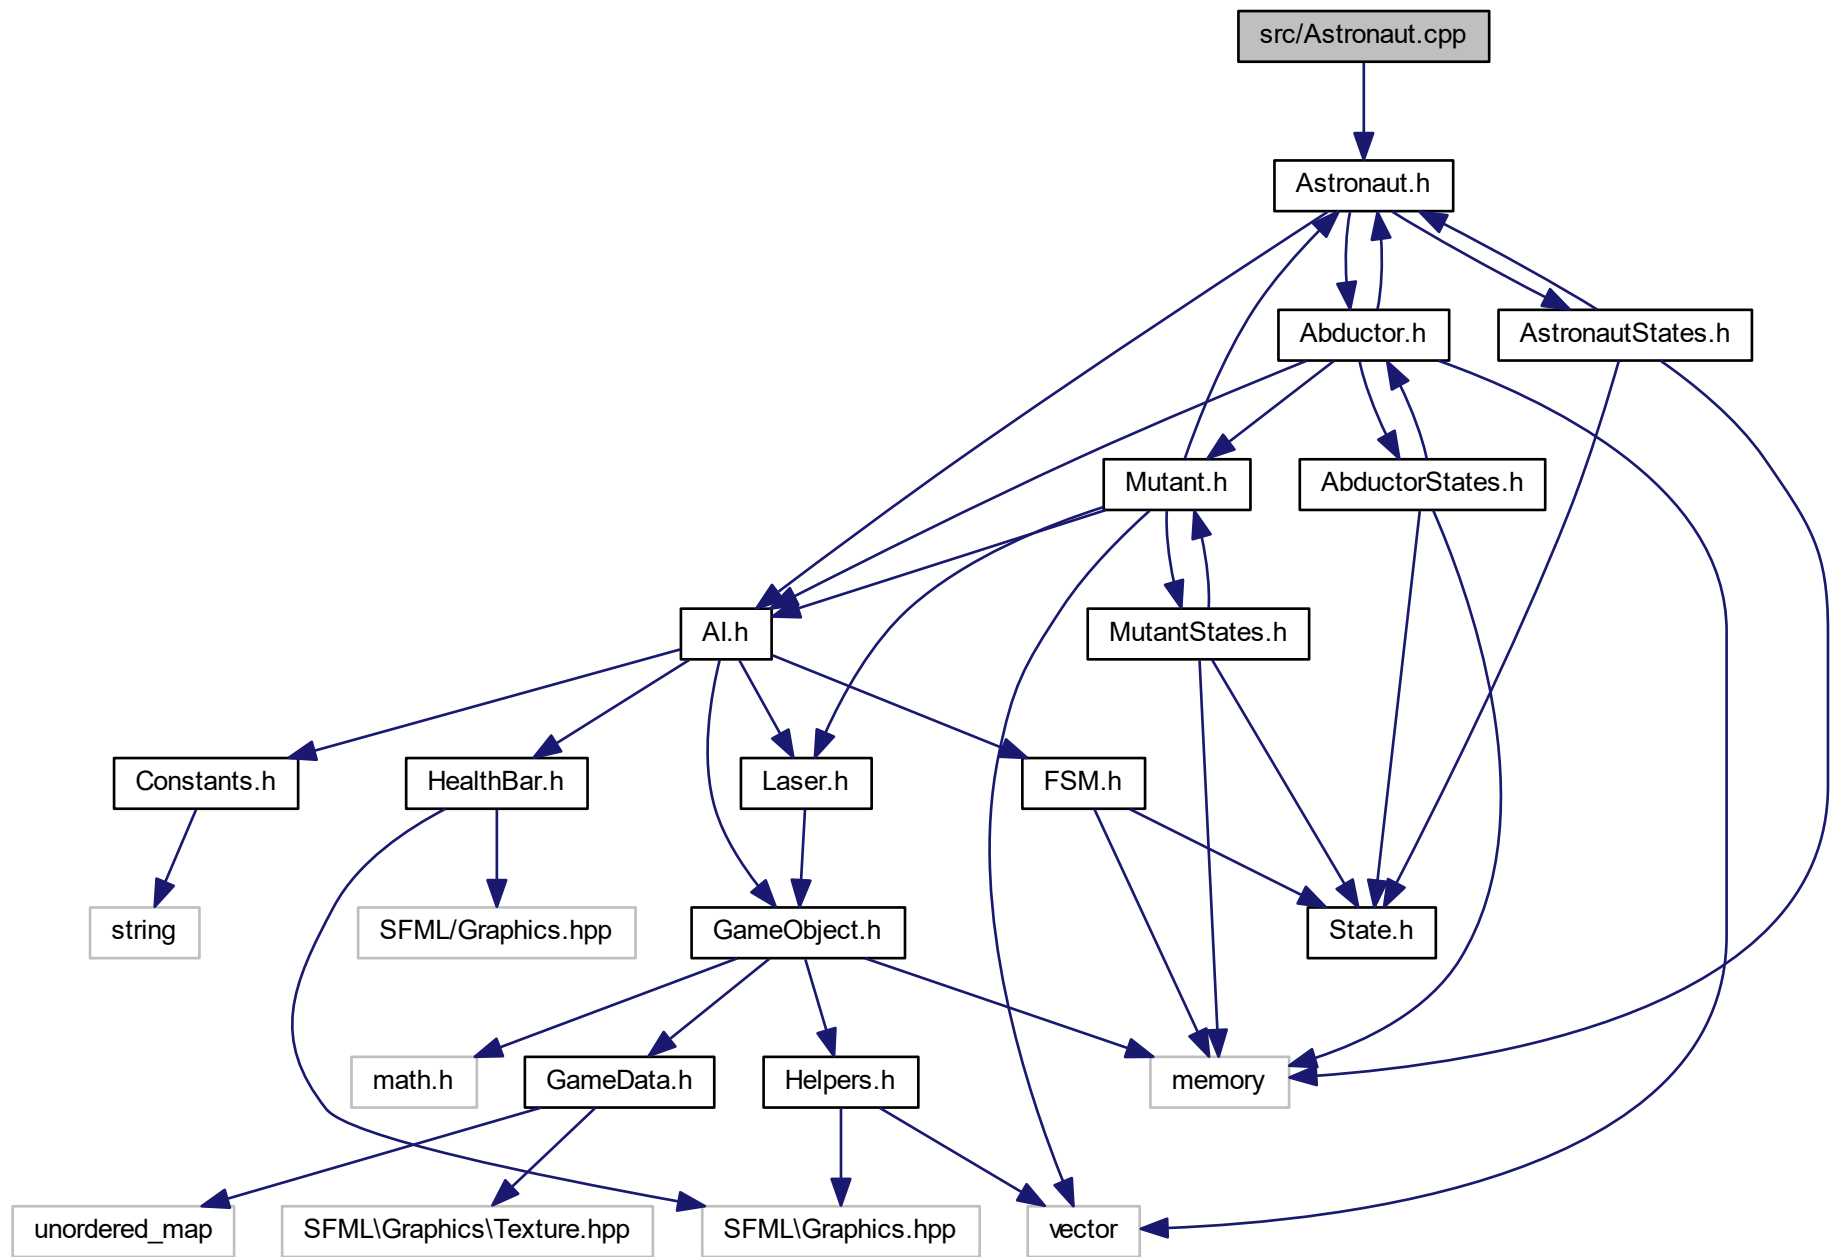 src/Astronaut.cpp
Astronaut.h
Abductor.h
AstronautStates.h
Mutant.h
AbductorStates.h
AI.h
MutantStates.h
Constants.h
HealthBar.h
Laser.h
FSM.h
string
SFML/Graphics.hpp
GameObject.h
State.h
math.h
GameData.h
Helpers.h
memory
unordered_map
SFML\Graphics\Texture.hpp
SFML\Graphics.hpp
vector